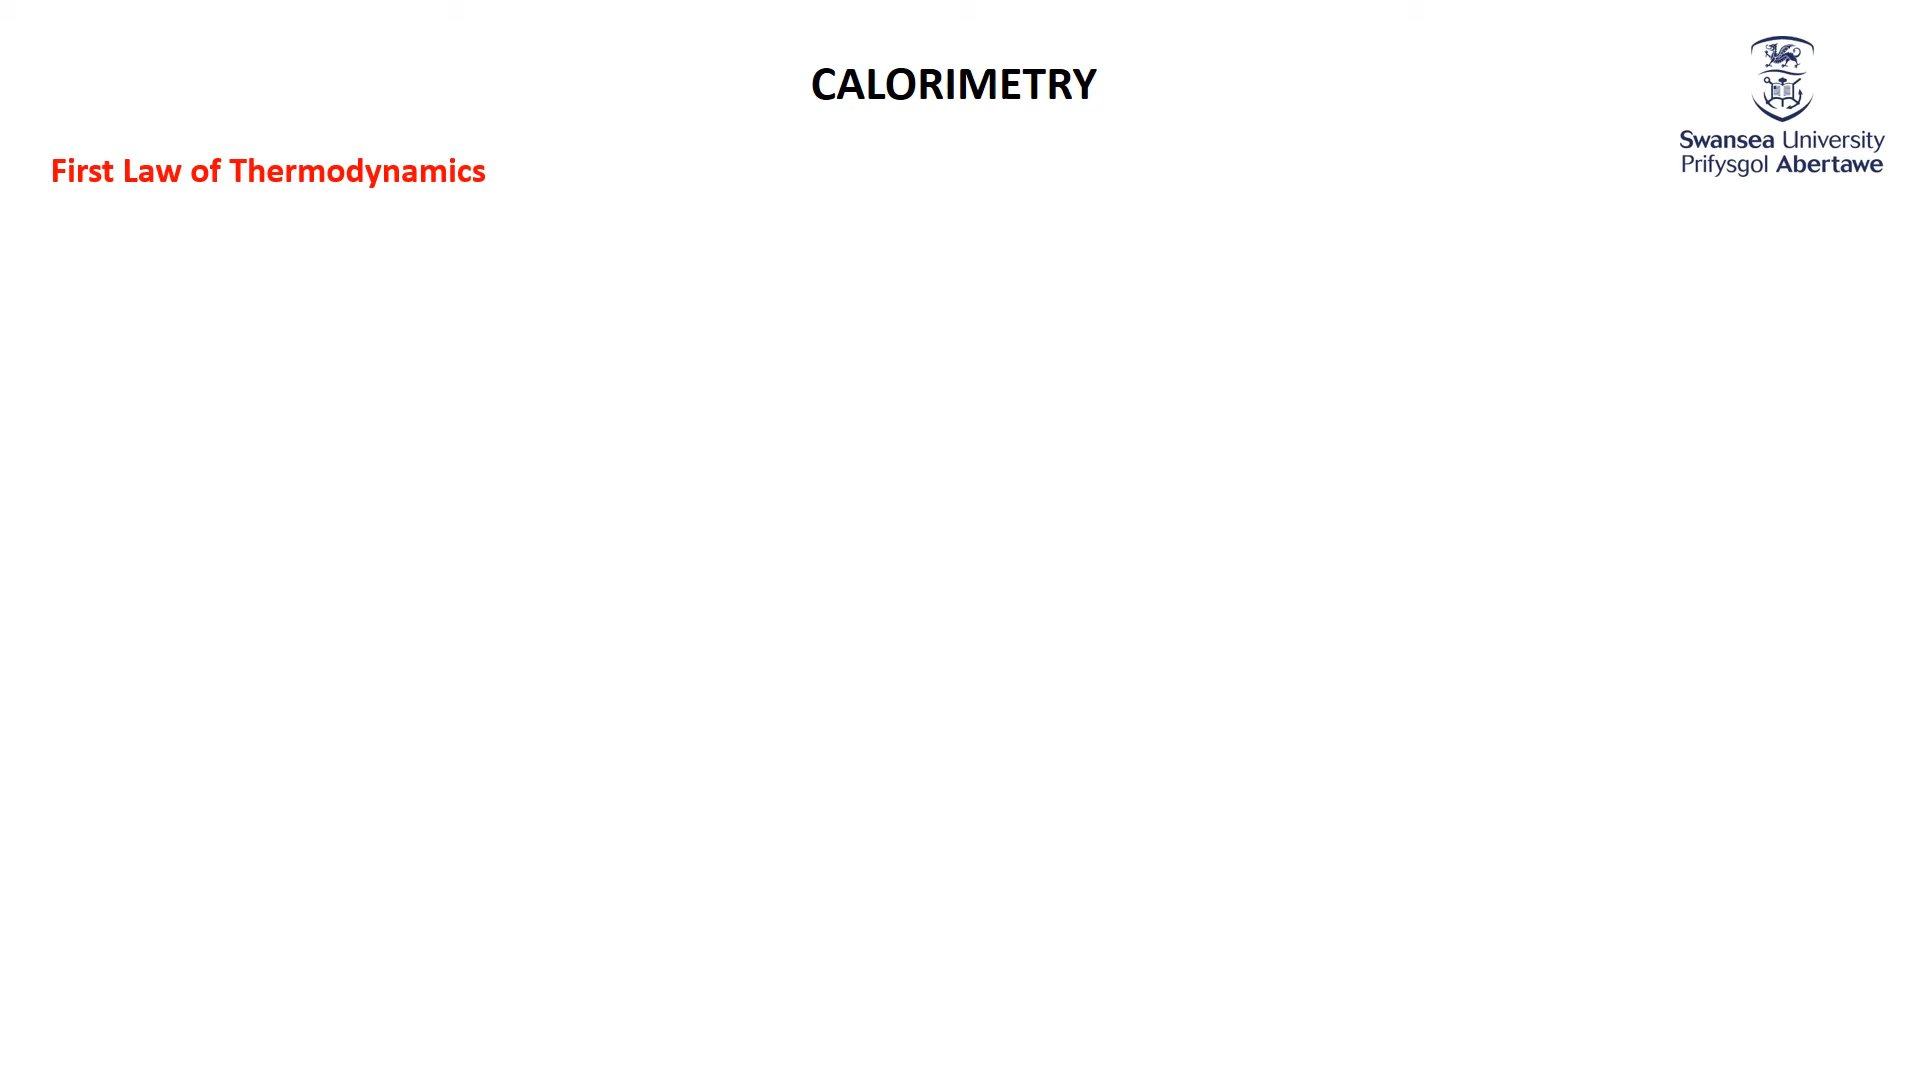 CALORIMETRY
Swansea University
Prifysgol Abertawe
First Law of Thermodynamics